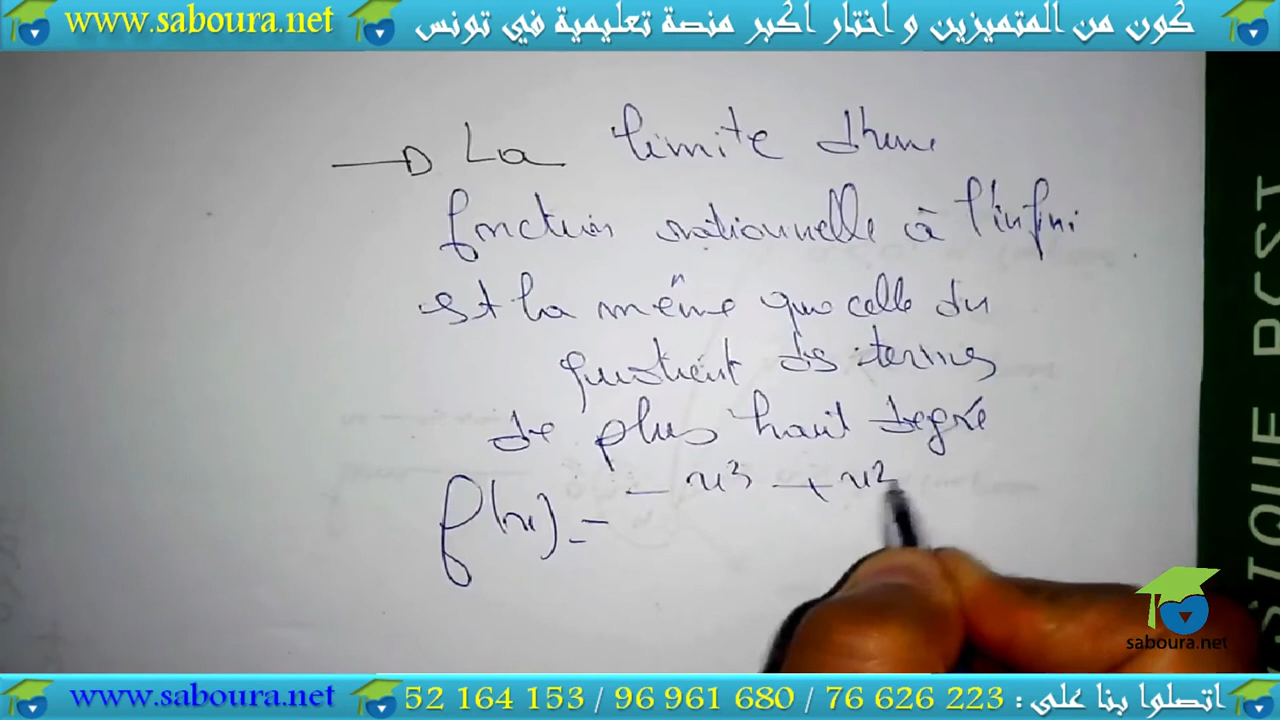 www.saboura.net كون من المتميزين و اختار اكبر منصة تعليمية في تونس
La limite d'une
fonction rationnelle à l'infini
est la même que celle du
quotient des termes
de plus haut degré
f(x) = - x³ + x²
saboura.net
www.saboura.net اتصلوا بنا على : 52 164 153 / 96 961 680 / 76 626 223